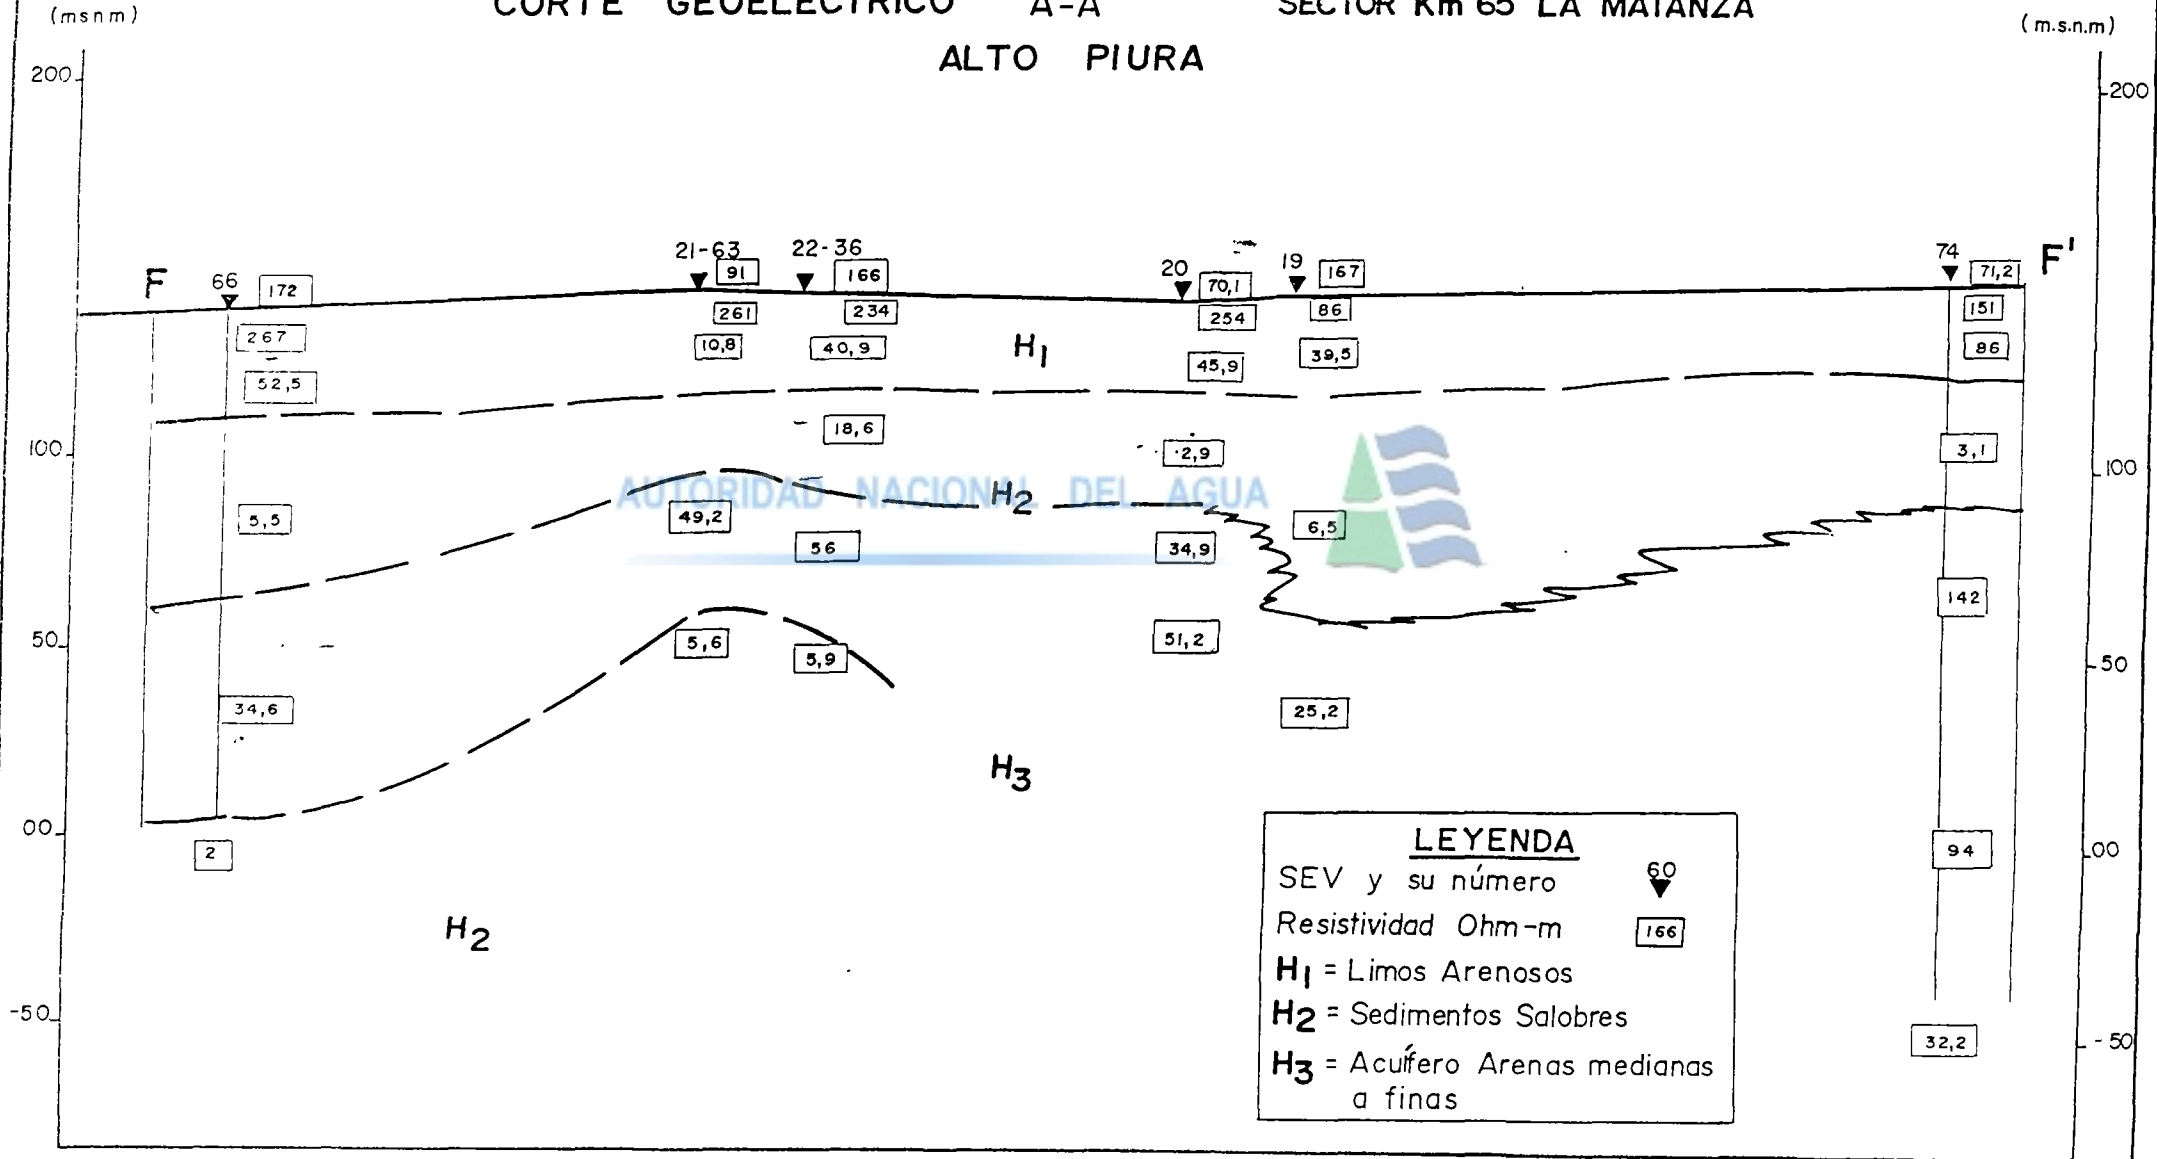 CORTE GEOELECTRICO A-A SECTOR Km 65 LA MATANZA
(msnm) (m.s.n.m)
ALTO PIURA
200 200
F 66 172 21-63 91 22-36 166 20 70,1 19 167 74 71,2 F'
267 261 234 254 86 151
52,5 10,8 40,9 H1 45,9 39,5 86
100 18,6 2,9 3,1 100
AUTORIDAD NACIONAL DEL AGUA
H2
5,5 49,2 56 34,9 6,5
142
50 5,6 5,9 51,2 50
34,6 25,2
H3
00 2 94 00
H2
-50 32,2 -50
LEYENDA
SEV y su número 60
Resistividad Ohm-m 166
H1 = Limos Arenosos
H2 = Sedimentos Salobres
H3 = Acuífero Arenas medianas
a finas